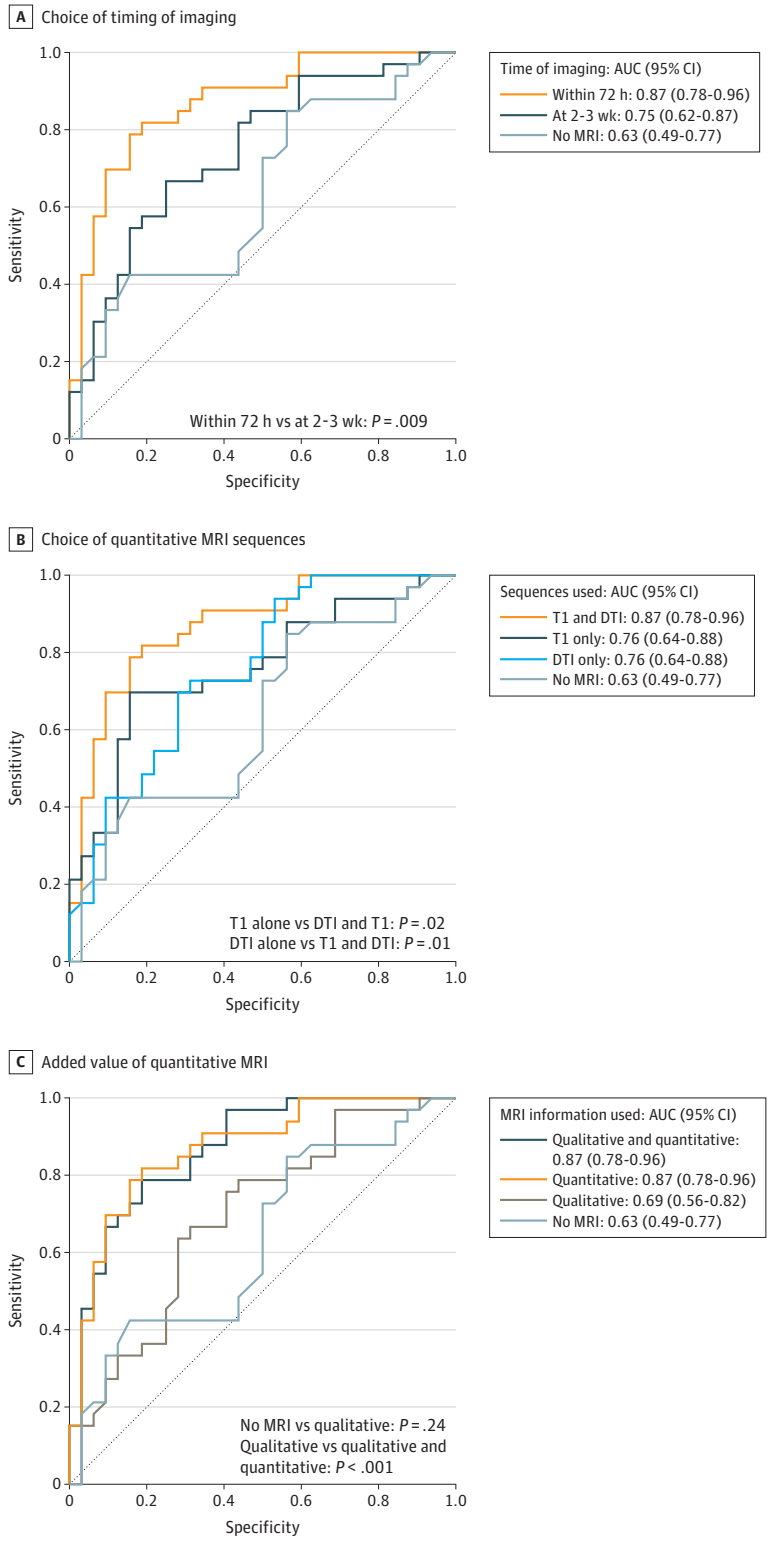 A Choice of timing of imaging
1.0
0.8
0.6
0.4
0.2
0
Sensitivity
0 0.2 0.4 0.6 0.8 1.0
Specificity
Within 72 h vs at 2-3 wk: P = .009
Time of imaging: AUC (95% CI)
Within 72 h: 0.87 (0.78-0.96)
At 2-3 wk: 0.75 (0.62-0.87)
No MRI: 0.63 (0.49-0.77)
B Choice of quantitative MRI sequences
1.0
0.8
0.6
0.4
0.2
0
Sensitivity
0 0.2 0.4 0.6 0.8 1.0
Specificity
T1 alone vs DTI and T1: P = .02
DTI alone vs T1 and DTI: P = .01
Sequences used: AUC (95% CI)
T1 and DTI: 0.87 (0.78-0.96)
T1 only: 0.76 (0.64-0.88)
DTI only: 0.76 (0.64-0.88)
No MRI: 0.63 (0.49-0.77)
C Added value of quantitative MRI
1.0
0.8
0.6
0.4
0.2
0
Sensitivity
0 0.2 0.4 0.6 0.8 1.0
Specificity
No MRI vs qualitative: P = .24
Qualitative vs qualitative and
quantitative: P < .001
MRI information used: AUC (95% CI)
Qualitative and quantitative:
0.87 (0.78-0.96)
Quantitative: 0.87 (0.78-0.96)
Qualitative: 0.69 (0.56-0.82)
No MRI: 0.63 (0.49-0.77)